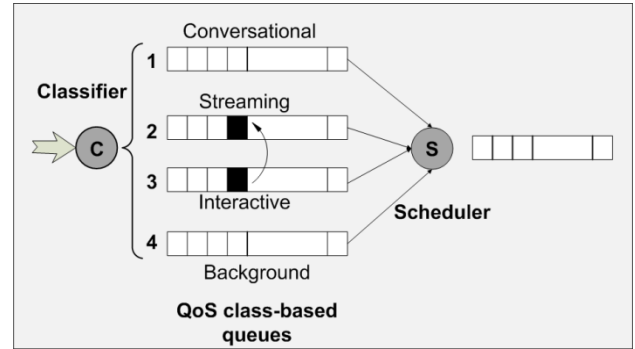 Conversational
1
Classifier
Streaming
2
C
S
3
Interactive
Scheduler
4
Background
QoS class-based
queues